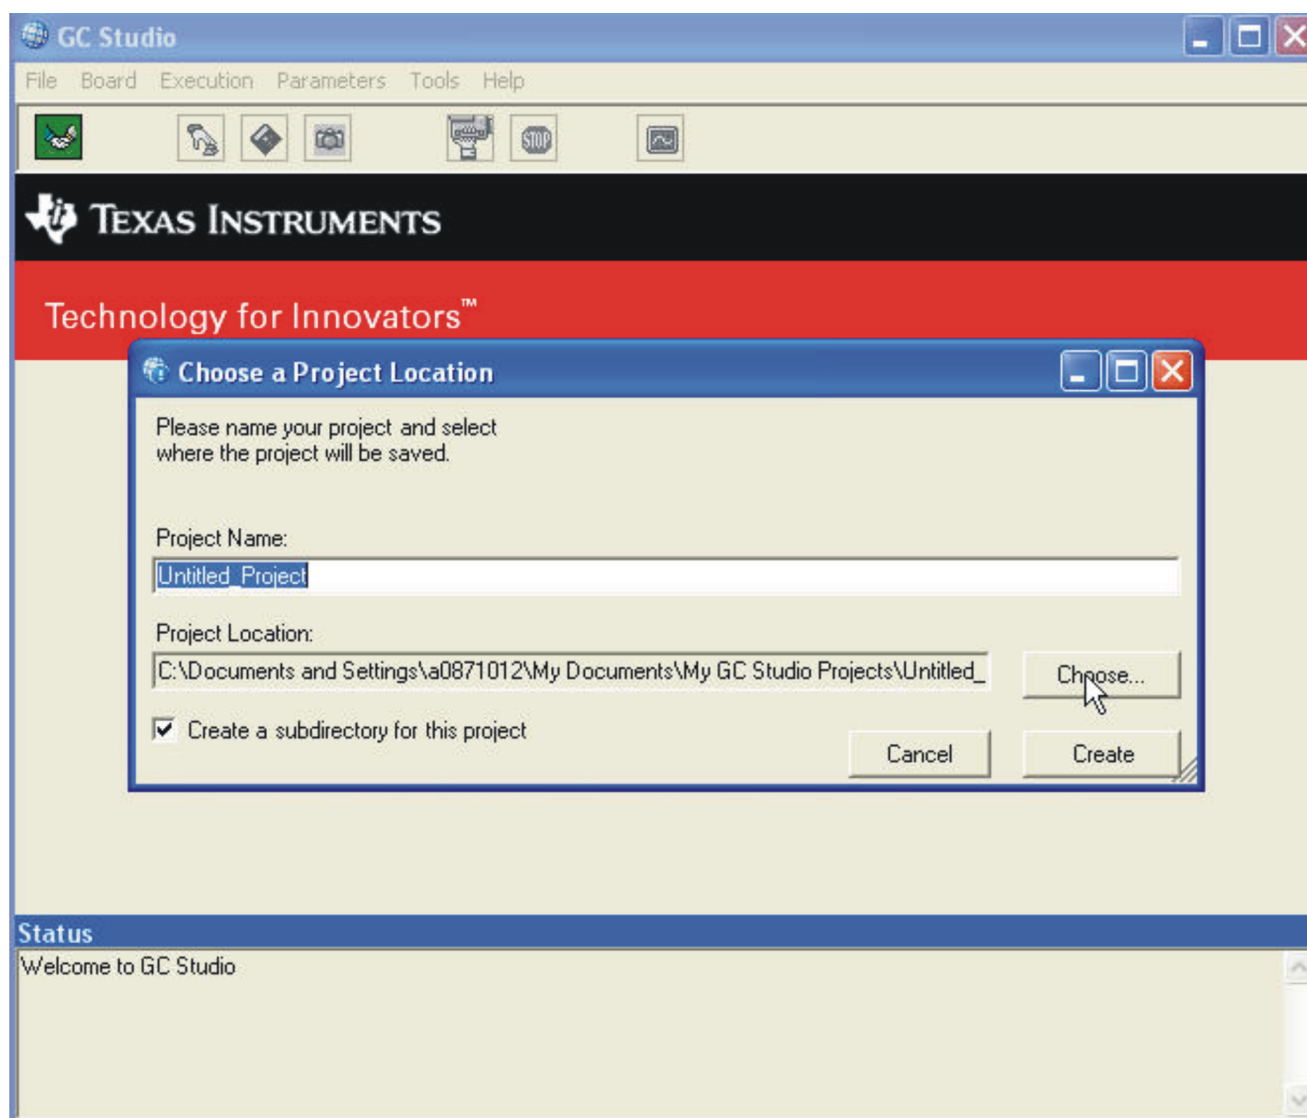 GC Studio
File Board Execution Parameters Tools Help
STOP
TEXAS INSTRUMENTS
Technology for Innovators™
Choose a Project Location
Please name your project and select
where the project will be saved.
Project Name:
Untitled_Project
Project Location:
C:\Documents and Settings\a0871012\My Documents\My GC Studio Projects\Untitled_
Choose...
Create a subdirectory for this project
Cancel
Create
Status
Welcome to GC Studio